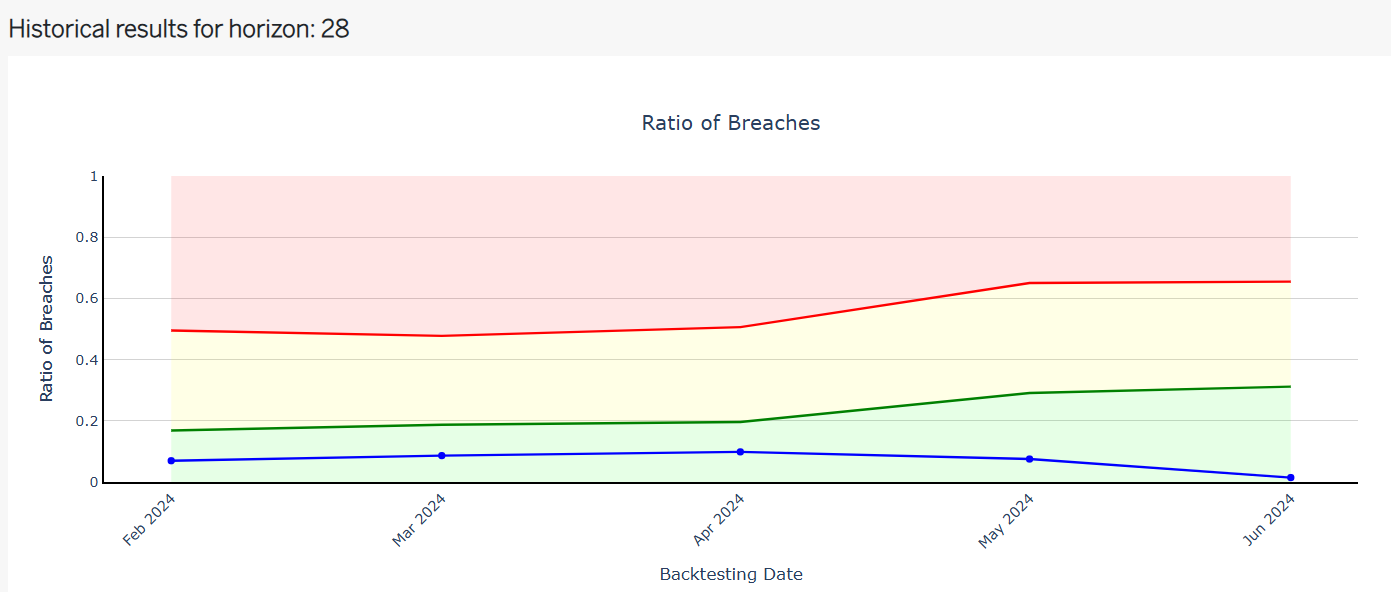 Historical results for horizon: 28
Ratio of Breaches
1
0.8
0.6
0.4
0.2
0
Ratio of Breaches
Feb 2024
Mar 2024
Apr 2024
May 2024
Jun 2024
Backtesting Date